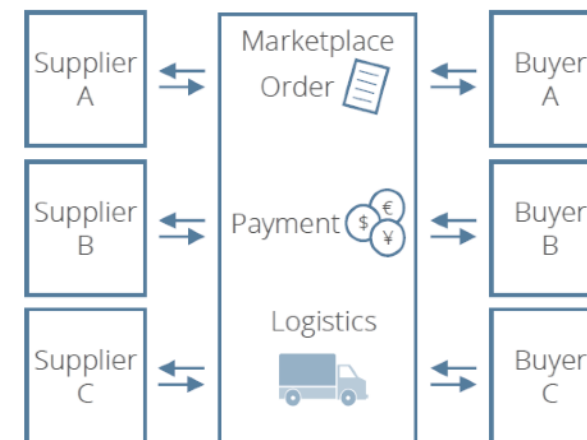 Supplier
A
Marketplace
Order
Buyer
A
Supplier
B
Payment
$
€
¥
Buyer
B
Logistics
Supplier
C
Buyer
C